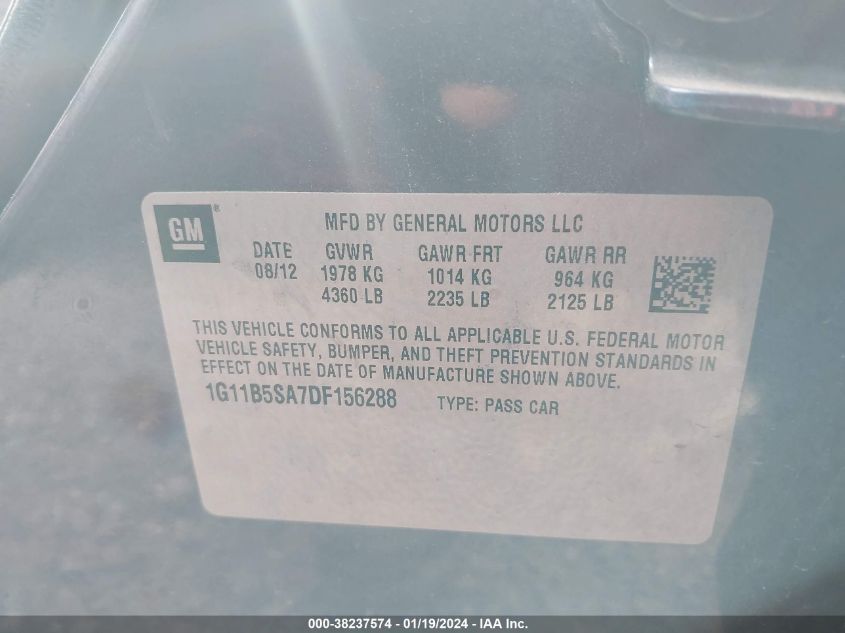 GM®
MFD BY GENERAL MOTORS LLC
DATE GVWR GAWR FRT GAWR RR
08/12 1978 KG 1014 KG 964 KG
4360 LB 2235 LB 2125 LB
THIS VEHICLE CONFORMS TO ALL APPLICABLE U.S. FEDERAL MOTOR
VEHICLE SAFETY, BUMPER, AND THEFT PREVENTION STANDARDS IN
EFFECT ON THE DATE OF MANUFACTURE SHOWN ABOVE.
1G11B5SA7DF156288 TYPE: PASS CAR
000-38237574 - 01/19/2024 - IAA Inc.